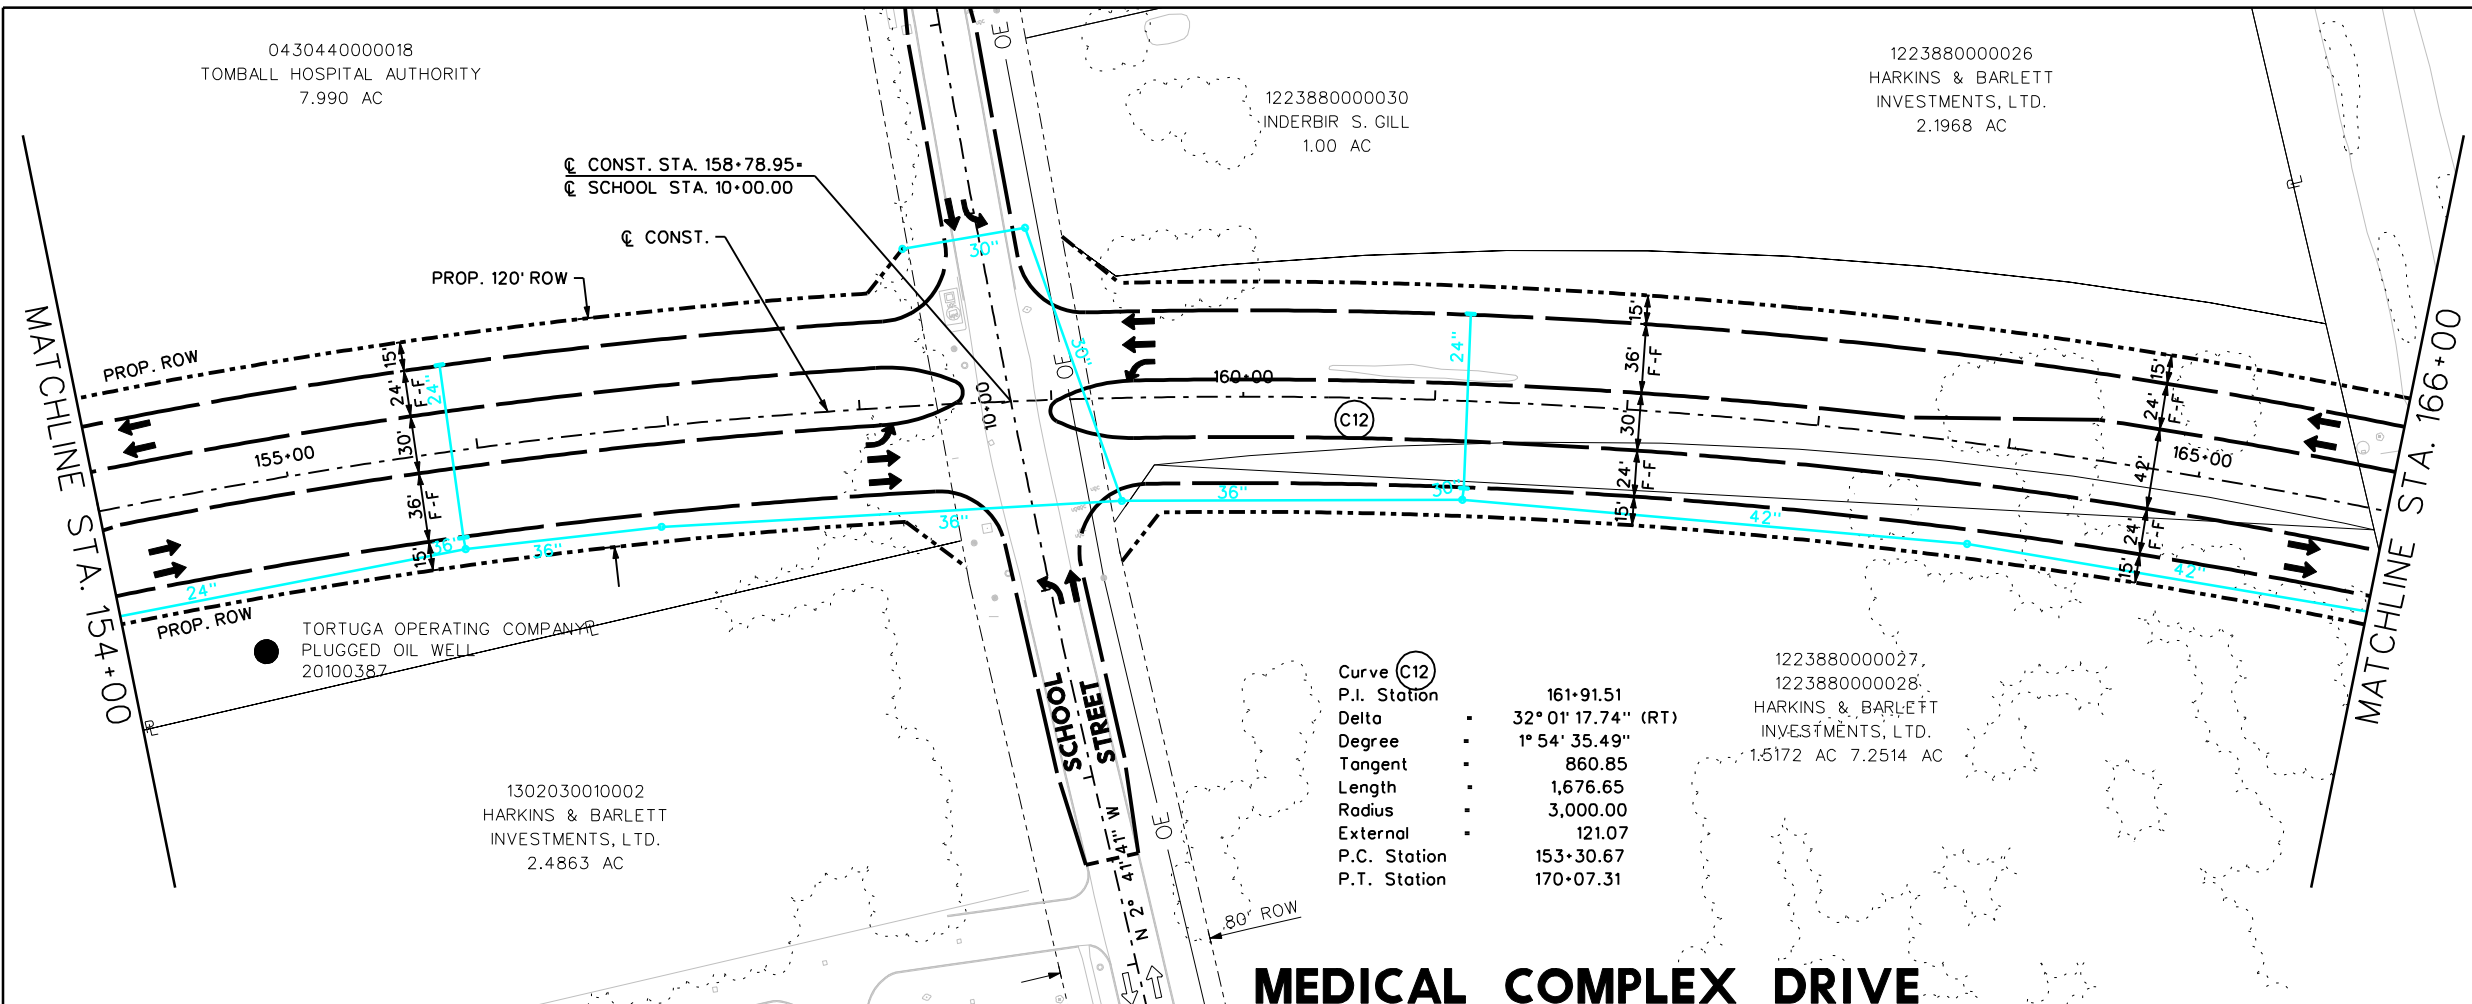 0430440000018
TOMBALL HOSPITAL AUTHORITY
7.990 AC
1223880000030
INDERBIR S. GILL
1.00 AC
1223880000026
HARKINS & BARLETT
INVESTMENTS, LTD.
2.1968 AC
℄ CONST. STA. 158+78.95=
℄ SCHOOL STA. 10+00.00
℄ CONST.
PROP. 120' ROW
PROP. ROW
MATCHLINE STA. 154+00
MATCHLINE STA. 166+00
OE
OE
OE
30"
30"
30"
24"
24"
36"
36"
36"
36"
24"
42"
42"
15'
24'
F-F
30'
36'
F-F
15'
15'
36'
F-F
30'
24'
F-F
15'
15'
24'
F-F
42'
24'
F-F
15'
155+00
10+00
160+00
165+00
C12
PROP. ROW
TORTUGA OPERATING COMPANY
PLUGGED OIL WELL
20100387
PL
PL
PL
1302030010002
HARKINS & BARLETT
INVESTMENTS, LTD.
2.4863 AC
SCHOOL
STREET
N 2° 41'41" W
80' ROW
Curve C12
P.I. Station 161+91.51
Delta = 32° 01' 17.74" (RT)
Degree = 1° 54' 35.49"
Tangent = 860.85
Length = 1,676.65
Radius = 3,000.00
External = 121.07
P.C. Station 153+30.67
P.T. Station 170+07.31
1223880000027,
1223880000028
HARKINS & BARLETT
INVESTMENTS, LTD.
1.5172 AC 7.2514 AC
MEDICAL COMPLEX DRIVE